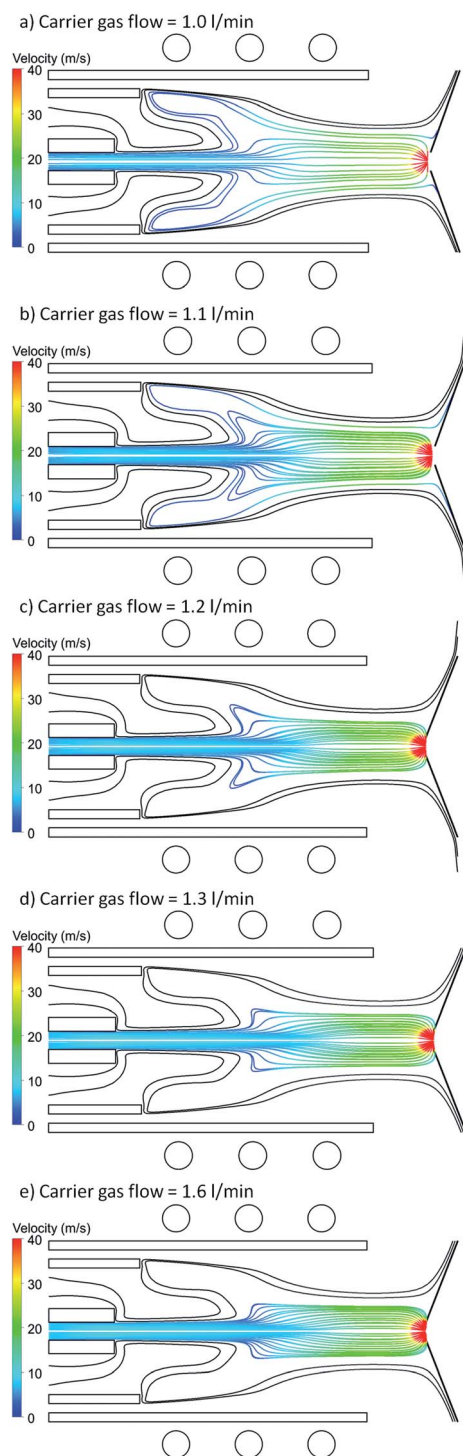 a) Carrier gas flow = 1.0 l/min
Velocity (m/s)
40
30
20
10
0
b) Carrier gas flow = 1.1 l/min
Velocity (m/s)
40
30
20
10
0
c) Carrier gas flow = 1.2 l/min
Velocity (m/s)
40
30
20
10
0
d) Carrier gas flow = 1.3 l/min
Velocity (m/s)
40
30
20
10
0
e) Carrier gas flow = 1.6 l/min
Velocity (m/s)
40
30
20
10
0